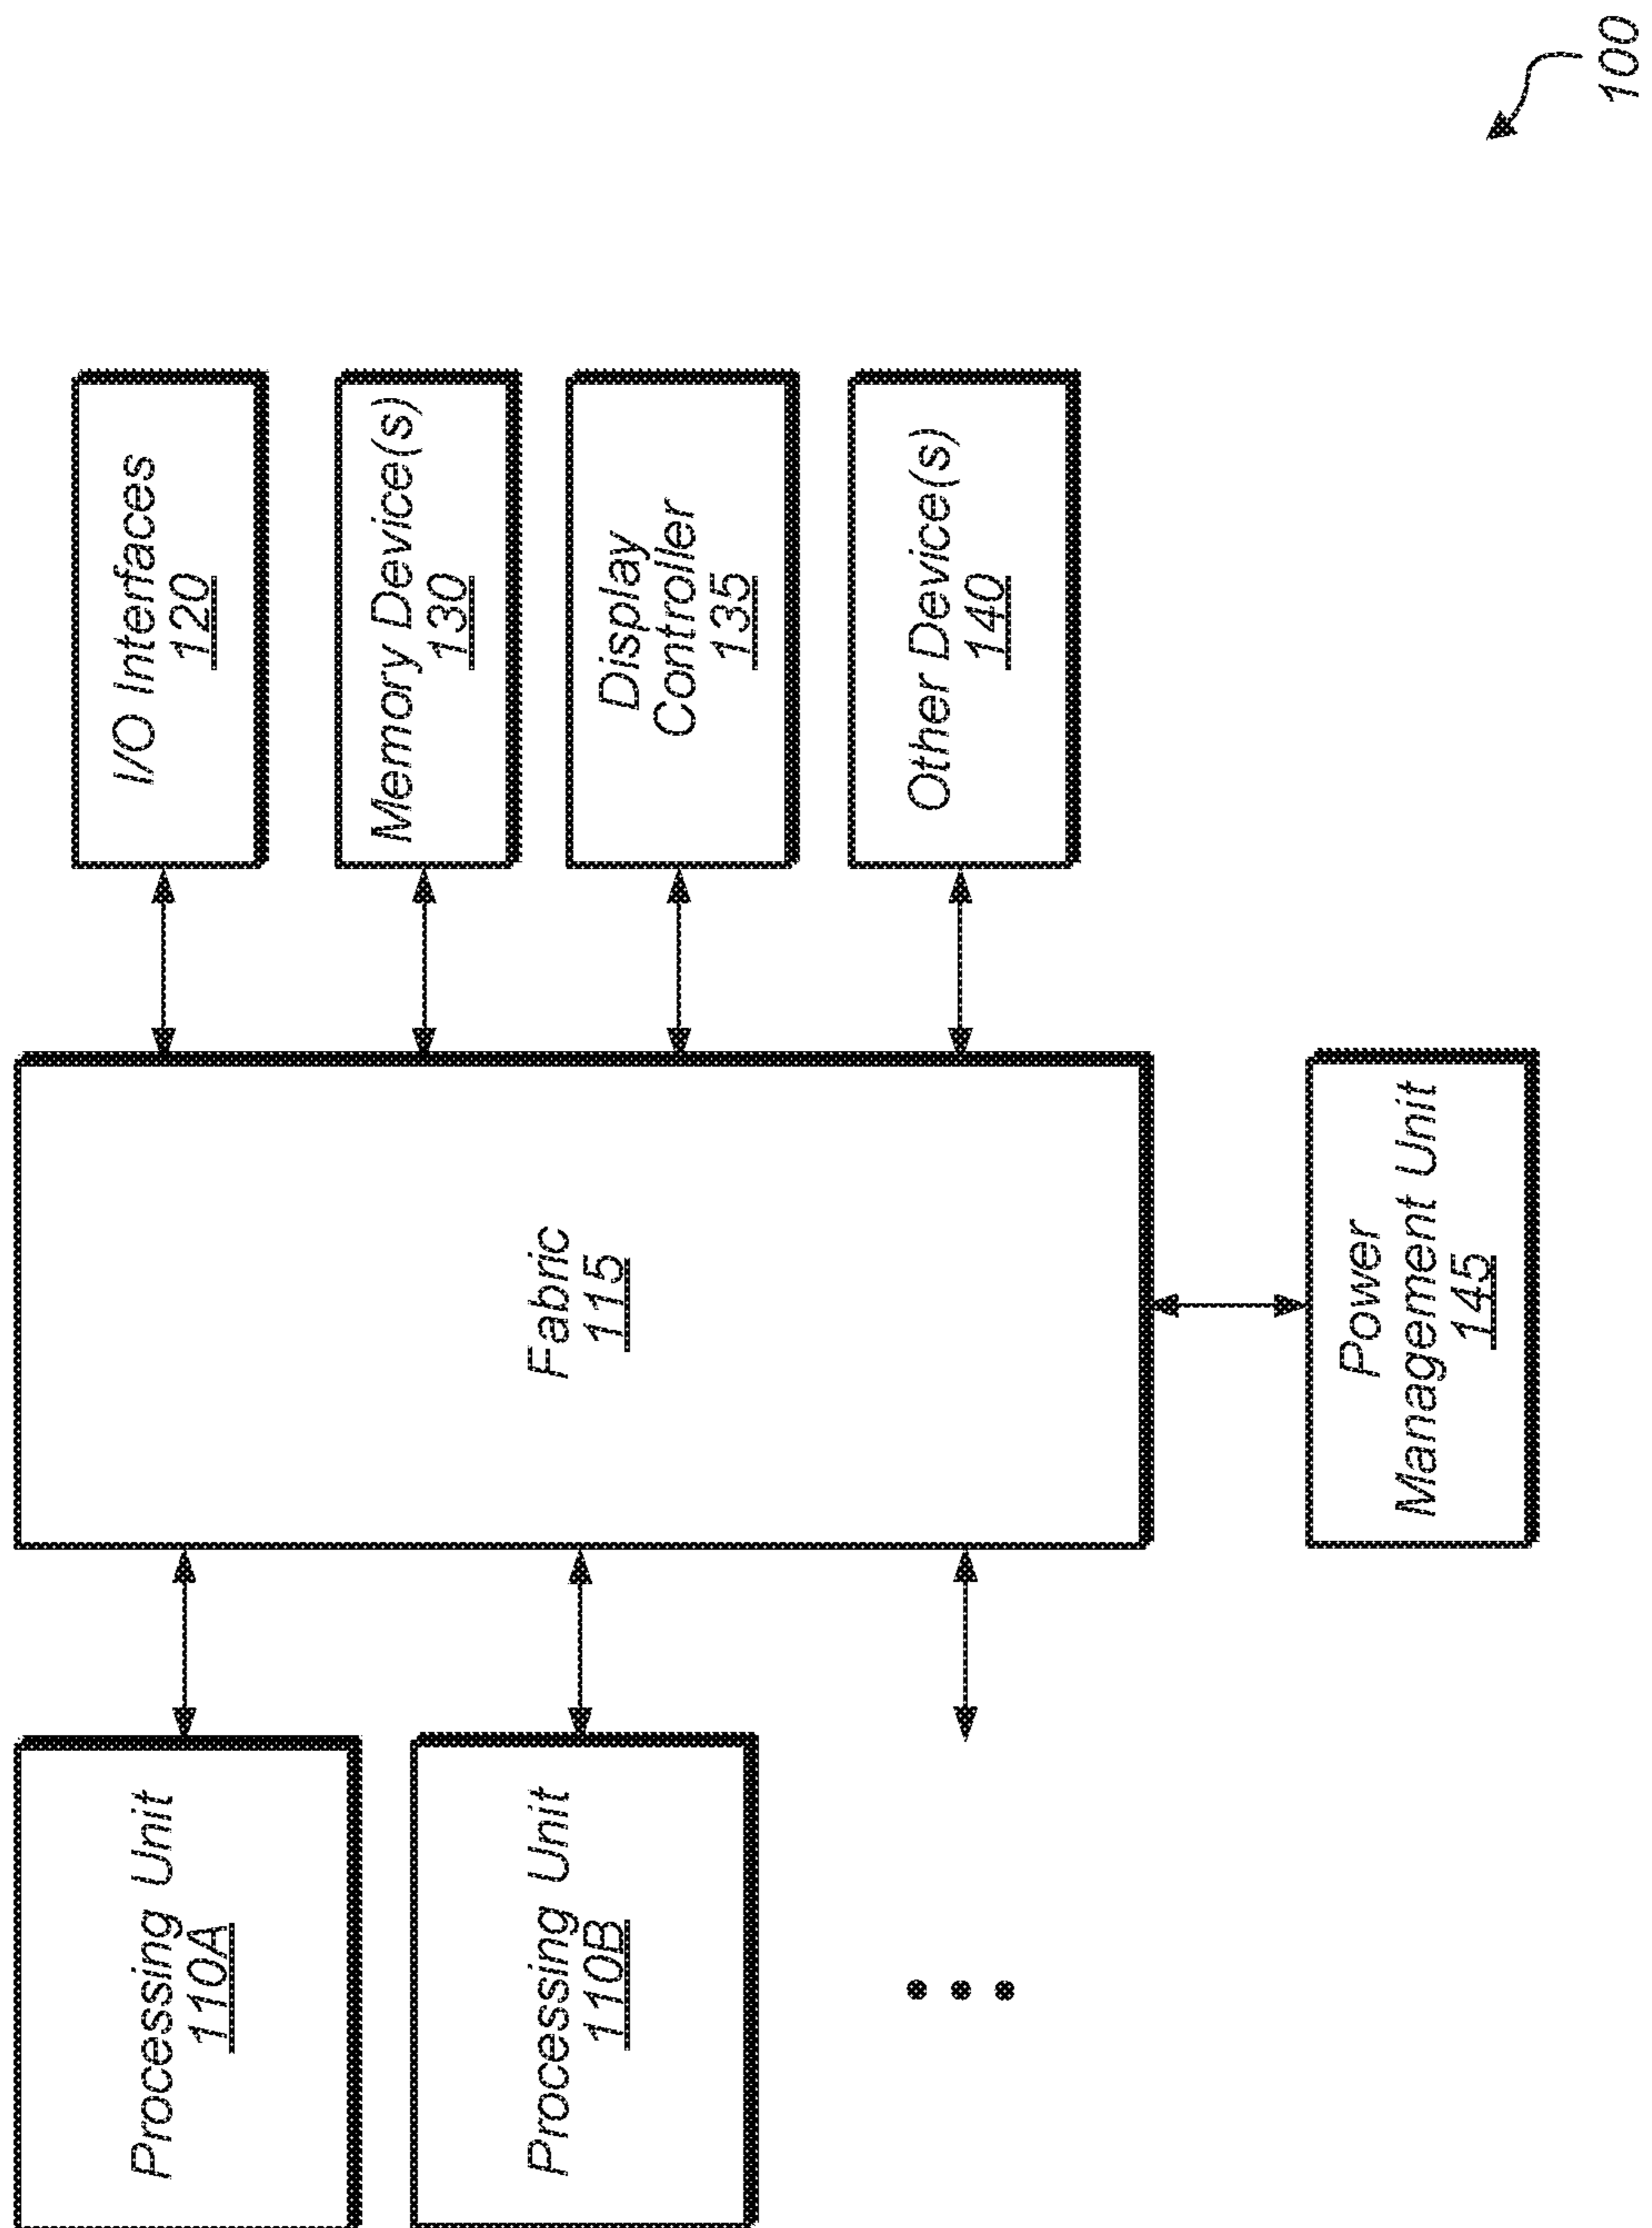 Processing Unit
110A
Processing Unit
110B
Fabric
115
I/O Interfaces
120
Memory Device(s)
130
Display
Controller
135
Other Device(s)
140
Power
Management Unit
145
100